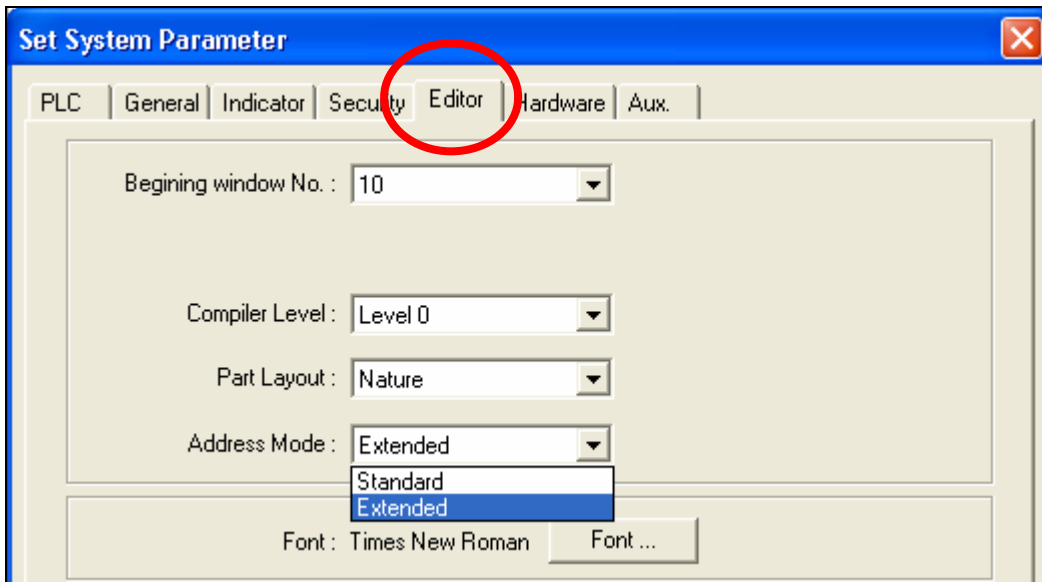 Set System Parameter
PLC General Indicator Security Editor Hardware Aux.
Begining window No. : 10
Compiler Level : Level 0
Part Layout : Nature
Address Mode : Extended
Standard
Extended
Font : Times New Roman Font ...